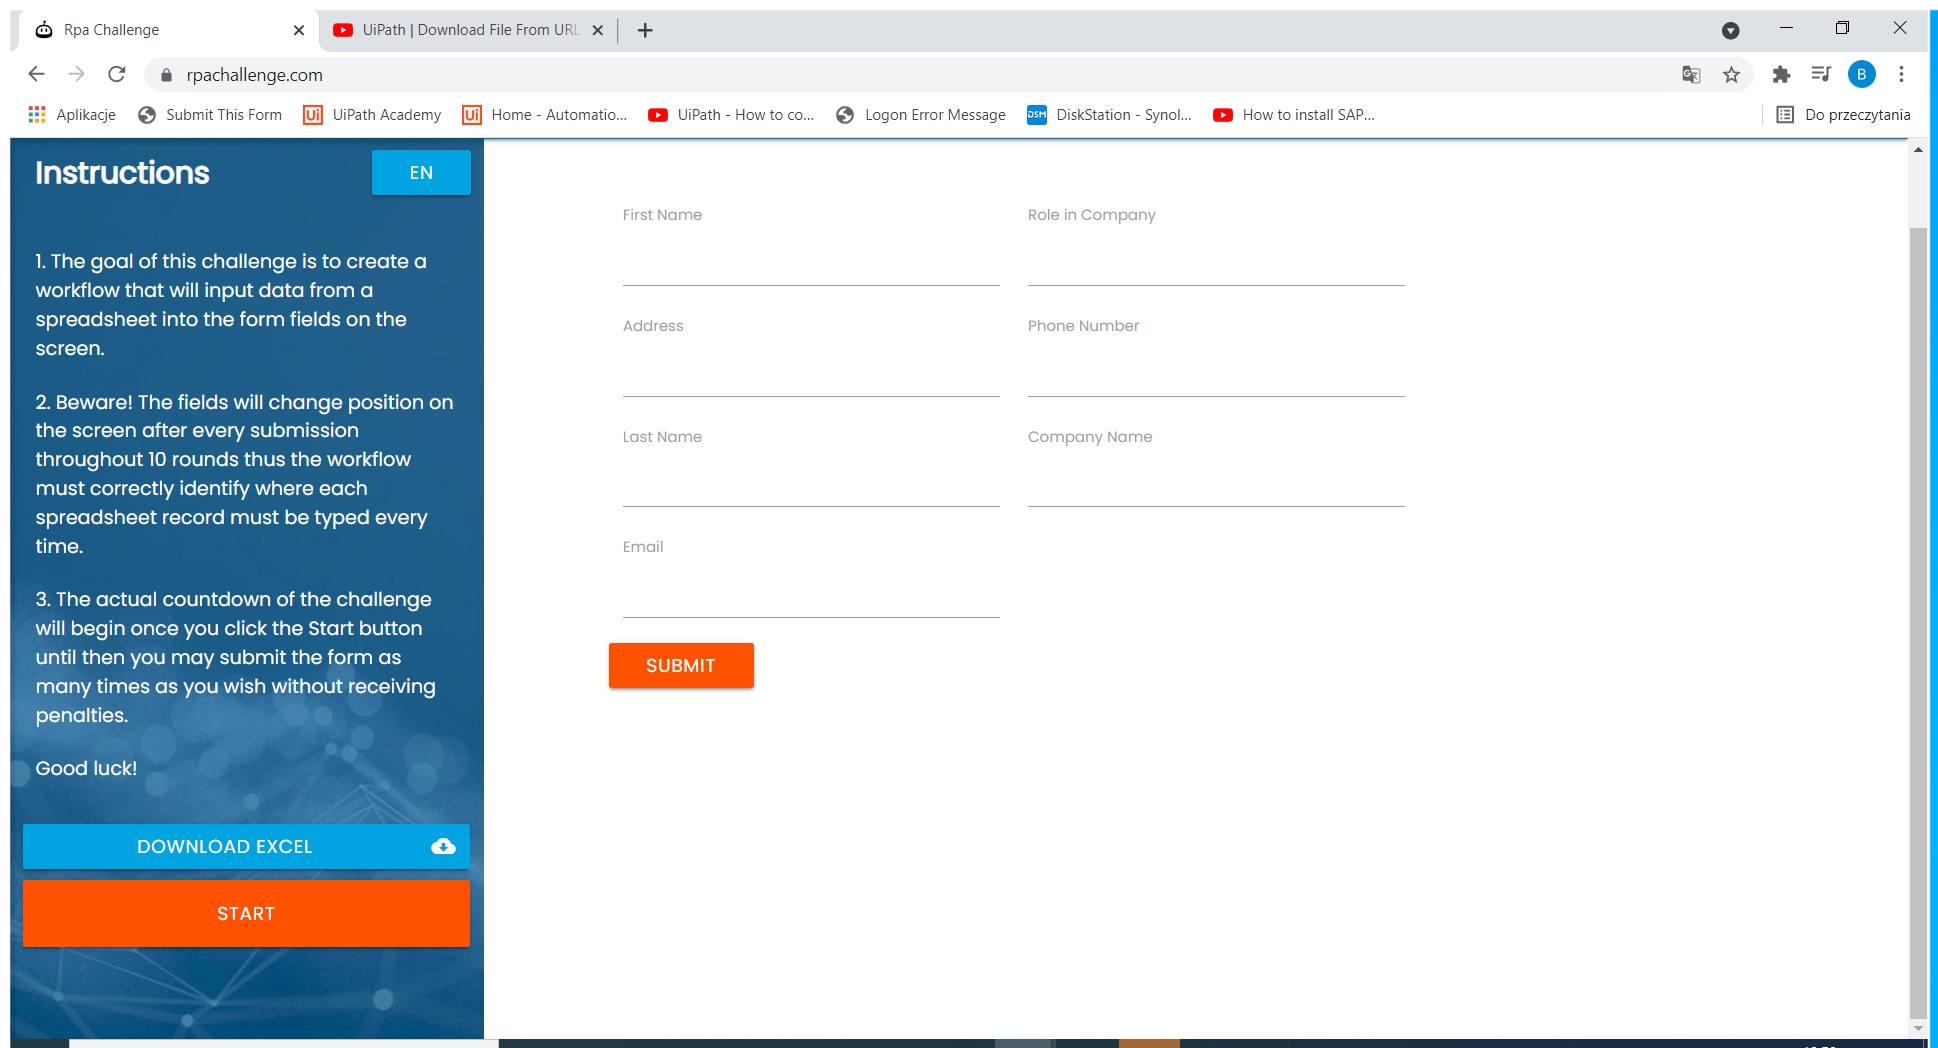 Rpa Challenge
UiPath | Download File From URL
rpachallenge.com
B
Aplikacje
Submit This Form
UiPath Academy
Home - Automatio...
UiPath - How to co...
Logon Error Message
DSM
DiskStation - Synol...
How to install SAP...
Do przeczytania
Instructions
EN
1. The goal of this challenge is to create a
workflow that will input data from a
spreadsheet into the form fields on the
screen.
2. Beware! The fields will change position on
the screen after every submission
throughout 10 rounds thus the workflow
must correctly identify where each
spreadsheet record must be typed every
time.
3. The actual countdown of the challenge
will begin once you click the Start button
until then you may submit the form as
many times as you wish without receiving
penalties.
Good luck!
DOWNLOAD EXCEL
START
First Name
Role in Company
Address
Phone Number
Last Name
Company Name
Email
SUBMIT